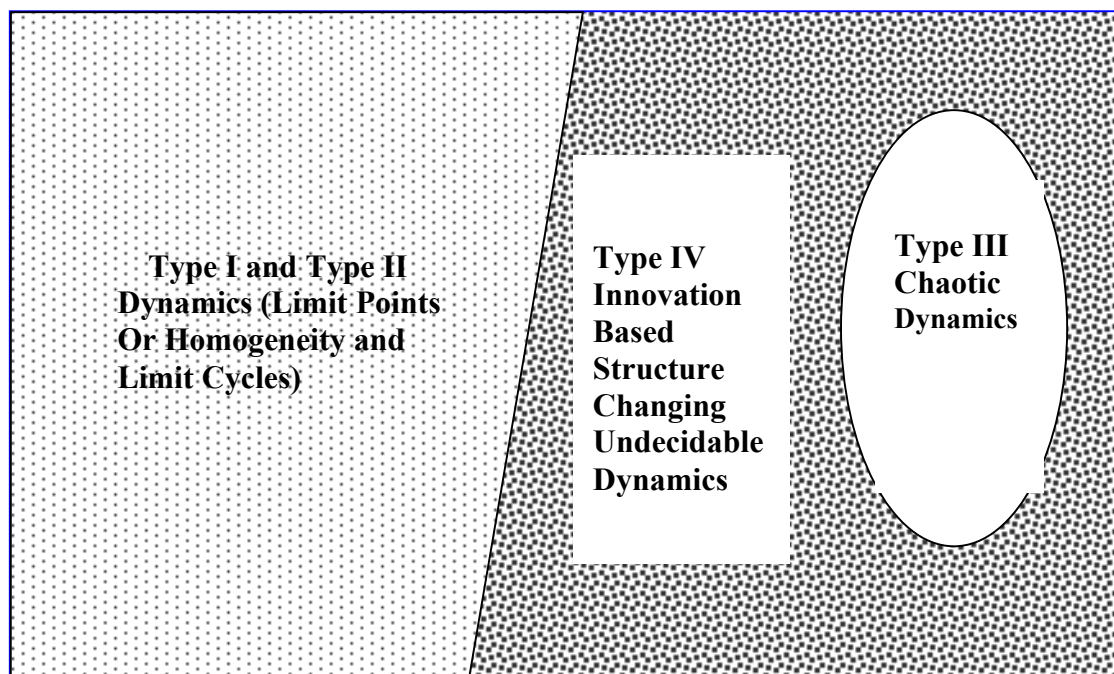 Type I and Type II
Dynamics (Limit Points
Or Homogeneity and
Limit Cycles)
Type IV
Innovation
Based
Structure
Changing
Undecidable
Dynamics
Type III
Chaotic
Dynamics